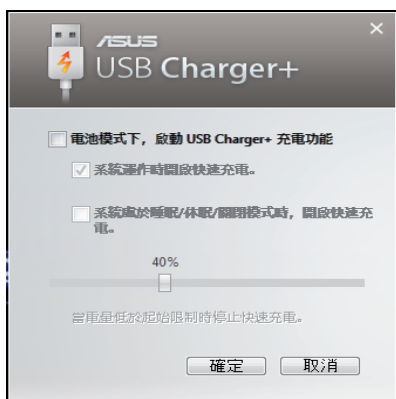 ASUS
USB Charger+
電池模式下，啟動 USB Charger+ 充電功能
系統運作時開啟快速充電。
系統處於睡眠/休眠/關閉模式時，開啟快速充
電。
40%
當電量低於起始限制時停止快速充電。
確定
取消